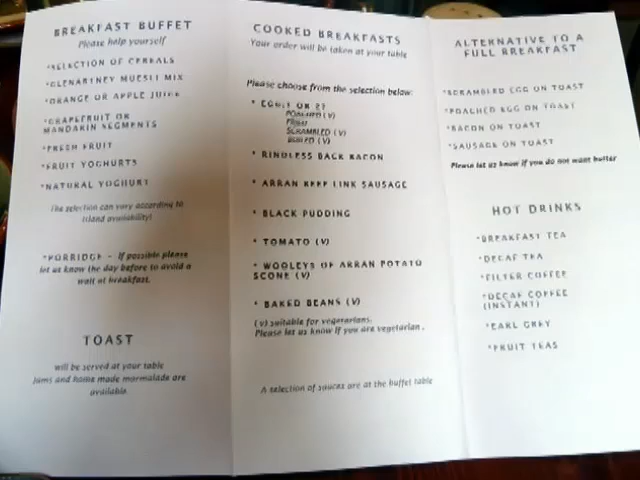 BREAKFAST BUFFET
Please help yourself
*SELECTION OF CEREALS
*GLENARTNEY MUESLI MIX
*ORANGE OR APPLE JUICE
*GRAPEFRUIT OR
MANDARIN SEGMENTS
*FRESH FRUIT
*FRUIT YOGHURTS
*NATURAL YOGHURT
The selection can vary according to
island availability!
*PORRIDGE - If possible please
let us know the day before to avoid a
wait at breakfast.
TOAST
will be served at your table
Jams and home made marmalade are
available
COOKED BREAKFASTS
Your order will be taken at your table
Please choose from the selection below:
* EGG(1 OR 2)
POACHED (V)
FRIED
SCRAMBLED (V)
BOILED (V)
* RINDLESS BACK BACON
* ARRAN BEEF LINK SAUSAGE
* BLACK PUDDING
* TOMATO (V)
* WOOLEYS OF ARRAN POTATO
SCONE (V)
* BAKED BEANS (V)
(v) suitable for vegetarians.
Please let us know if you are vegetarian.
A selection of sauces are at the buffet table
ALTERNATIVE TO A
FULL BREAKFAST
*SCRAMBLED EGG ON TOAST
*POACHED EGG ON TOAST
*BACON ON TOAST
*SAUSAGE ON TOAST
Please let us know if you do not want butter
HOT DRINKS
*BREAKFAST TEA
*DECAF TEA
*FILTER COFFEE
*DECAF COFFEE
(INSTANT)
*EARL GREY
*FRUIT TEAS